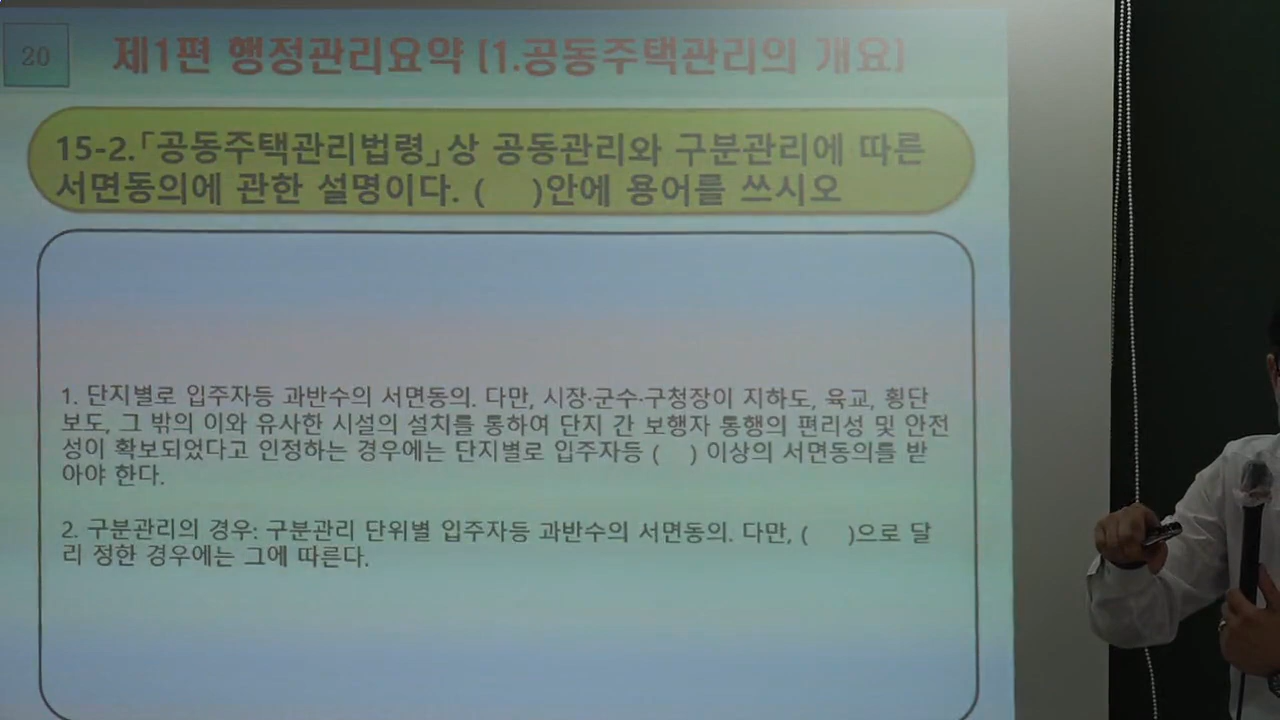 20
제1편 행정관리요약 [1.공동주택관리의 개요]
15-2.「공동주택관리법령」상 공동관리와 구분관리에 따른
서면동의에 관한 설명이다. ( )안에 용어를 쓰시오
1. 단지별로 입주자등 과반수의 서면동의. 다만, 시장·군수·구청장이 지하도, 육교, 횡단
보도, 그 밖의 이와 유사한 시설의 설치를 통하여 단지 간 보행자 통행의 편리성 및 안전
성이 확보되었다고 인정하는 경우에는 단지별로 입주자등 ( ) 이상의 서면동의를 받
아야 한다.
2. 구분관리의 경우: 구분관리 단위별 입주자등 과반수의 서면동의. 다만, ( )으로 달
리 정한 경우에는 그에 따른다.